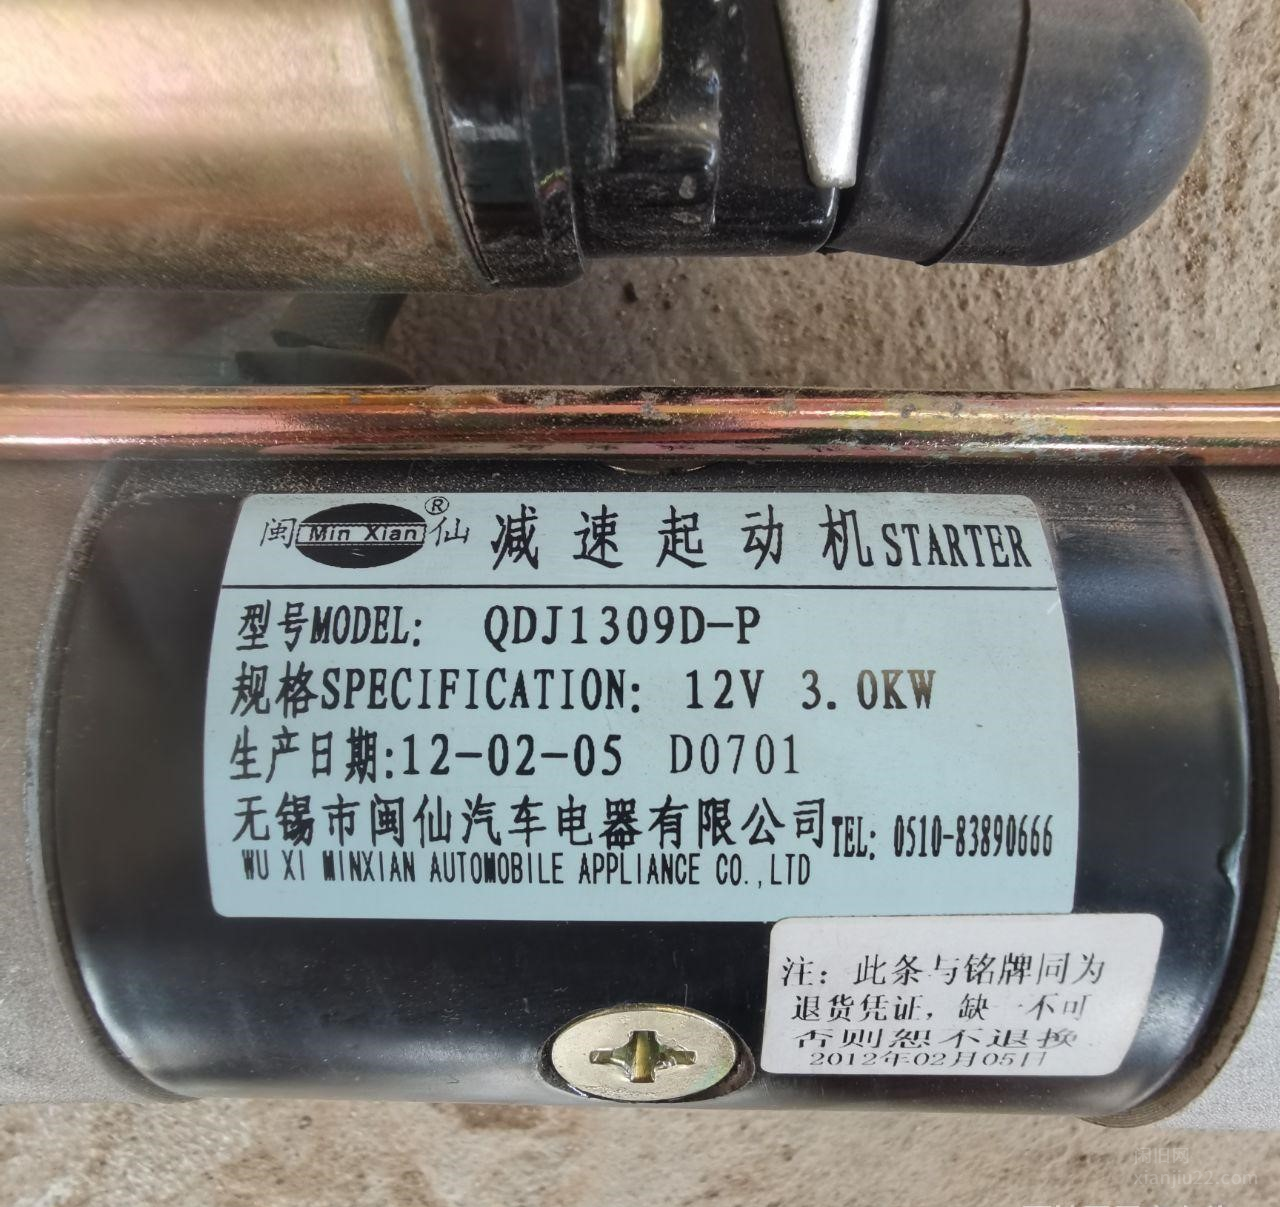 闽 Min Xian 仙 ® 减速起动机 STARTER
型号MODEL: QDJ1309D-P
规格SPECIFICATION: 12V 3.0KW
生产日期:12-02-05 D0701
无锡市闽仙汽车电器有限公司 TEL: 0510-83890666
WU XI MINXIAN AUTOMOBILE APPLIANCE CO.,LTD
注: 此条与铭牌同为
退货凭证, 缺一不可
否则恕不退换
2012年02月05日
闲旧网
xianjiu22.com